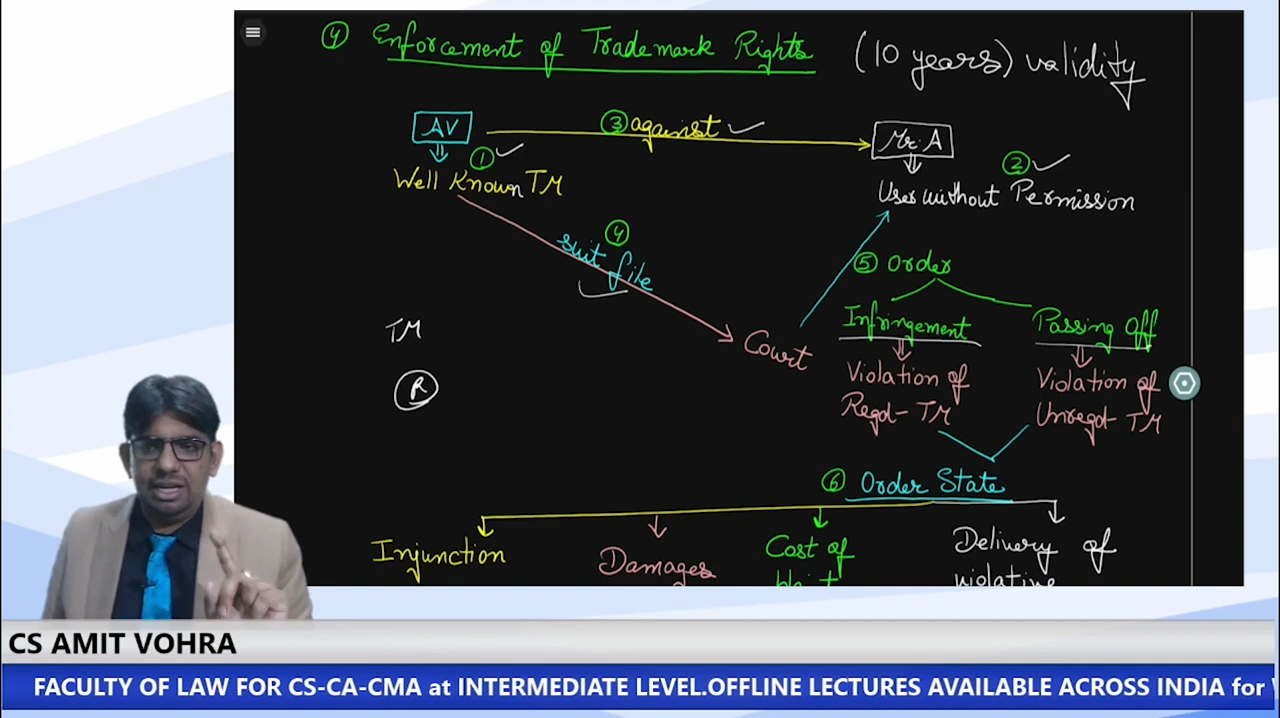 ④ Enforcement of Trademark Rights (10 years) validity
AV ③ against Mr. A
① ②
Well Known TM User without Permission
④
suit file
⑤ Order
Infringement Passing Off
TM
Court
Violation of Violation of
R
Regd- TM Unregd- TM
⑥ Order State
Injunction Damages Cost of Delivery of
violative
CS AMIT VOHRA
FACULTY OF LAW FOR CS-CA-CMA at INTERMEDIATE LEVEL.OFFLINE LECTURES AVAILABLE ACROSS INDIA for